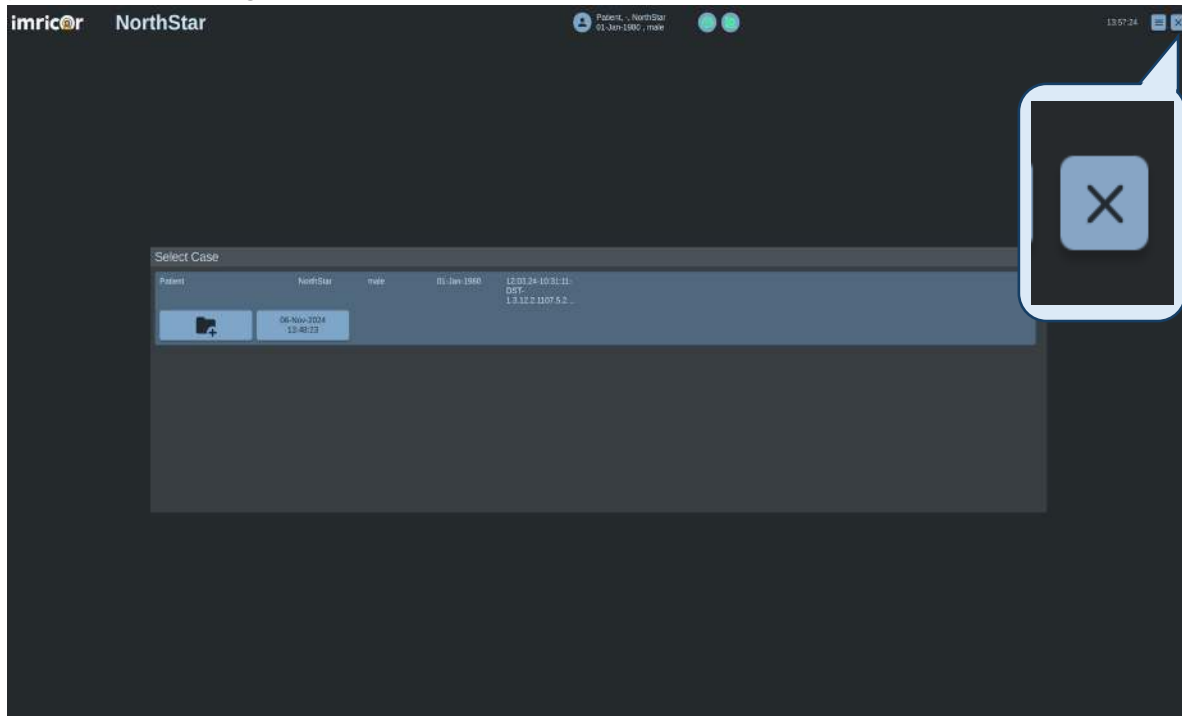 imricor NorthStar
Patient, -, NorthStar
01-Jan-1980 , male
13:57:24
Select Case
Patient NorthStar male 01-Jan-1980 12.03.24-10:31:11-
DST-
1.3.12.2.1107.5.2...
06-Nov-2024
13:48:23